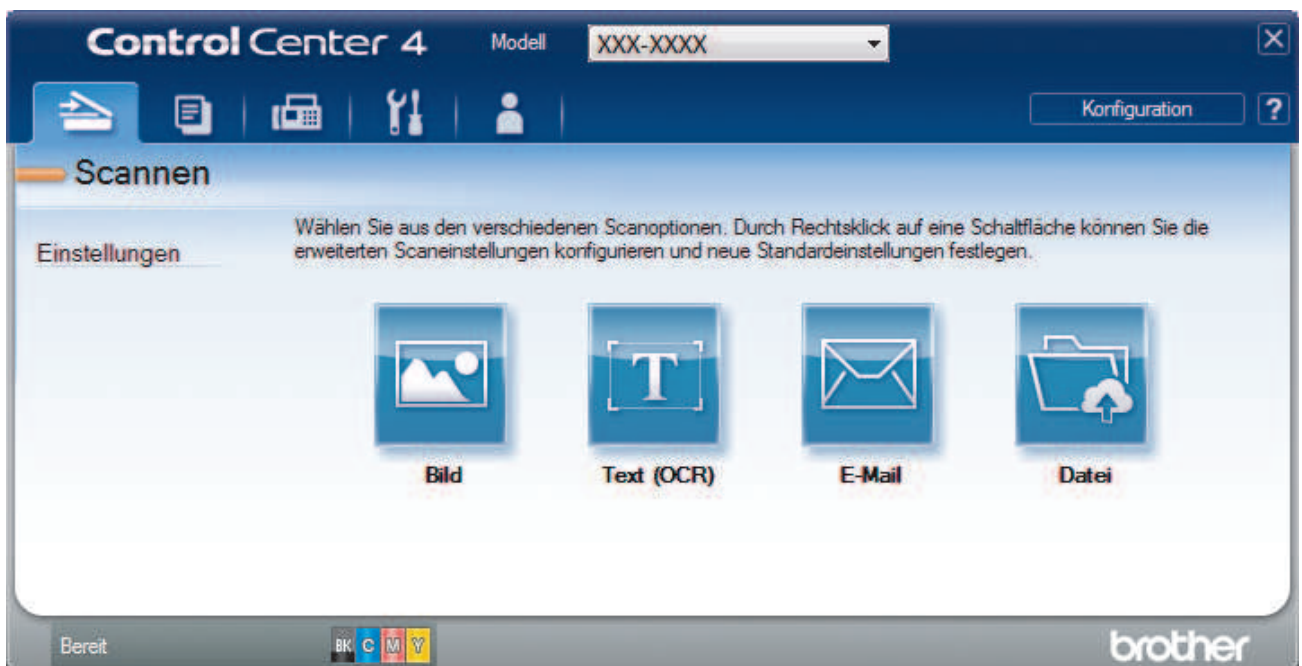 ControlCenter 4 Modell XXX-XXXX
Konfiguration ?
Scannen
Einstellungen
Wählen Sie aus den verschiedenen Scanoptionen. Durch Rechtsklick auf eine Schaltfläche können Sie die
erweiterten Scaneinstellungen konfigurieren und neue Standardeinstellungen festlegen.
T
Bild Text (OCR) E-Mail Datei
Bereit BK C M Y brother